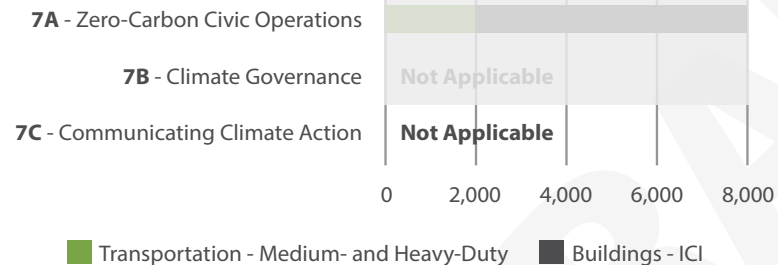 7A - Zero-Carbon Civic Operations
7B - Climate Governance Not Applicable
7C - Communicating Climate Action Not Applicable
0 2,000 4,000 6,000 8,000
Transportation - Medium- and Heavy-Duty Buildings - ICI